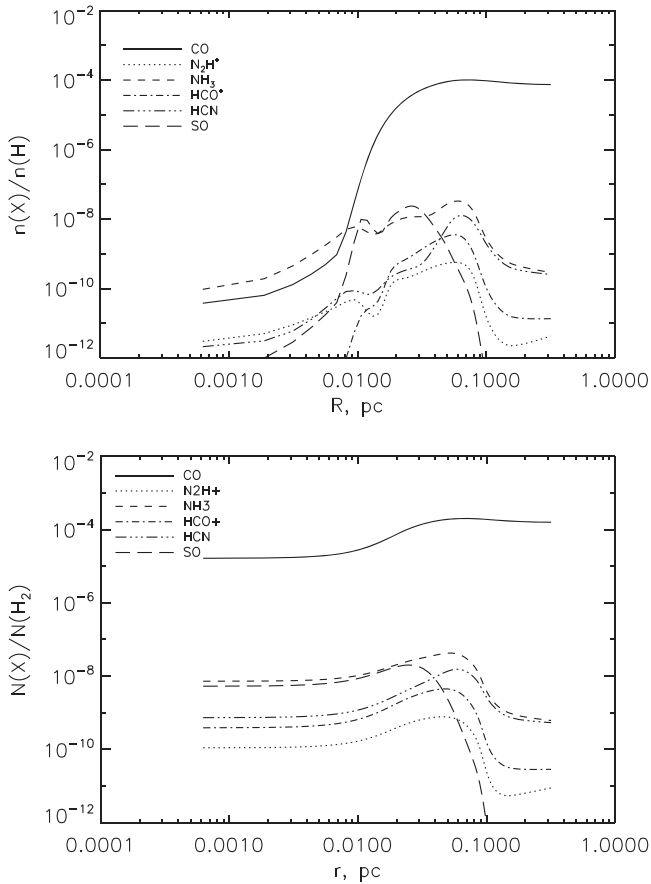 10⁻²
CO
N₂H⁺
NH₃
HCO⁺
HCN
SO
10⁻⁴
10⁻⁶
10⁻⁸
10⁻¹⁰
10⁻¹²
n(X)/n(H)
0.0001 0.0010 0.0100 0.1000 1.0000
R, pc
10⁻²
CO
N2H+
NH3
HCO+
HCN
SO
10⁻⁴
10⁻⁶
10⁻⁸
10⁻¹⁰
10⁻¹²
N(X)/N(H₂)
0.0001 0.0010 0.0100 0.1000 1.0000
r, pc